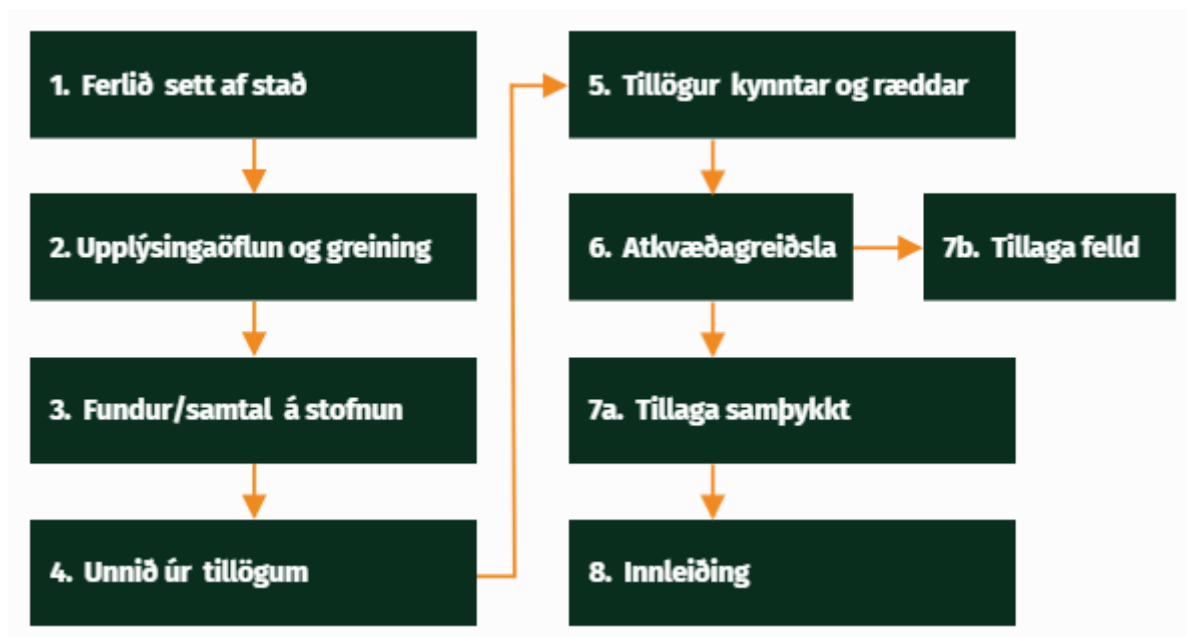 1. Ferlið sett af stað
2. Upplýsingaöflun og greining
3. Fundur/samtal á stofnun
4. Unnið úr tillögum
5. Tillögur kynntar og ræddar
6. Atkvæðagreiðsla
7b. Tillaga felld
7a. Tillaga samþykkt
8. Innleiðing